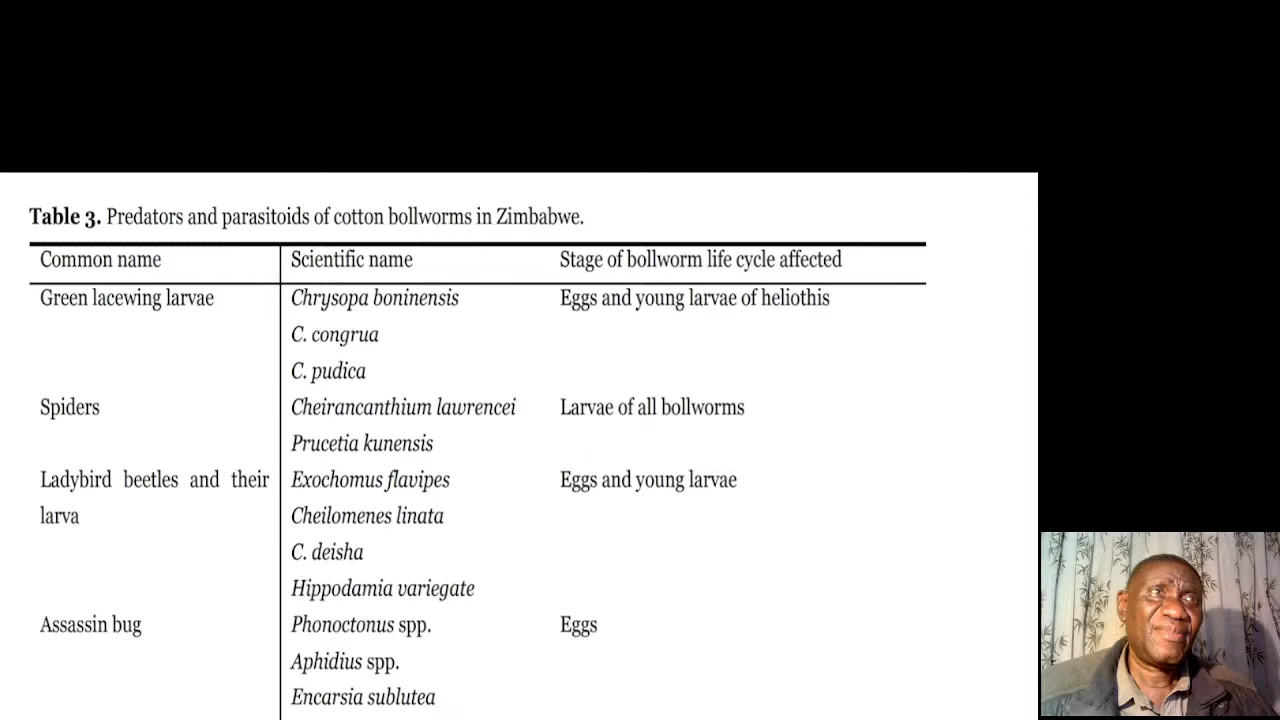 Table 3. Predators and parasitoids of cotton bollworms in Zimbabwe.
Common name Scientific name Stage of bollworm life cycle affected
Green lacewing larvae Chrysopa boninensis Eggs and young larvae of heliothis
C. congrua
C. pudica
Spiders Cheirancanthium lawrencei Larvae of all bollworms
Prucetia kunensis
Ladybird beetles and their Exochomus flavipes Eggs and young larvae
larva Cheilomenes linata
C. deisha
Hippodamia variegate
Assassin bug Phonoctonus spp. Eggs
Aphidius spp.
Encarsia sublutea